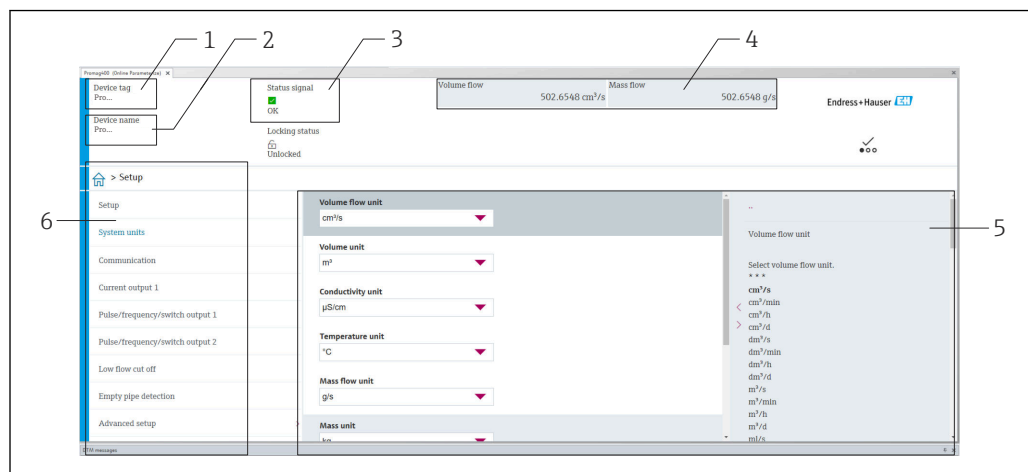 1
2
3
4
Promag400 (Online Parameterize) ×
×
Device tag
Pro...
Status signal
OK
Volume flow
502.6548 cm³/s
Mass flow
502.6548 g/s
Endress+Hauser EH
Device name
Pro...
Locking status
Unlocked
> Setup
6
5
Setup
System units
Communication
Current output 1
Pulse/frequency/switch output 1
Pulse/frequency/switch output 2
Low flow cut off
Empty pipe detection
Advanced setup >
Volume flow unit
cm³/s
Volume unit
m³
Conductivity unit
µS/cm
Temperature unit
°C
Mass flow unit
g/s
Mass unit
kg
..
Volume flow unit
Select volume flow unit.
* * *
cm³/s
cm³/min
cm³/h
cm³/d
dm³/s
dm³/min
dm³/h
dm³/d
m³/s
m³/min
m³/h
m³/d
ml/s
DTM messages